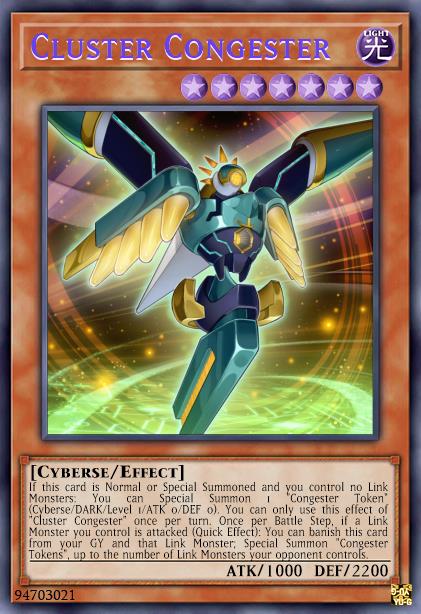 CLUSTER CONGESTER
LIGHT
光
[CYBERSE/EFFECT]
If this card is Normal or Special Summoned and you control no Link
Monsters: You can Special Summon 1 "Congester Token"
(Cyberse/DARK/Level 1/ATK 0/DEF 0). You can only use this effect of
"Cluster Congester" once per turn. Once per Battle Step, if a Link
Monster you control is attacked (Quick Effect): You can banish this card
from your GY and that Link Monster; Special Summon "Congester
Tokens", up to the number of Link Monsters your opponent controls.
ATK/1000 DEF/2200
94703021